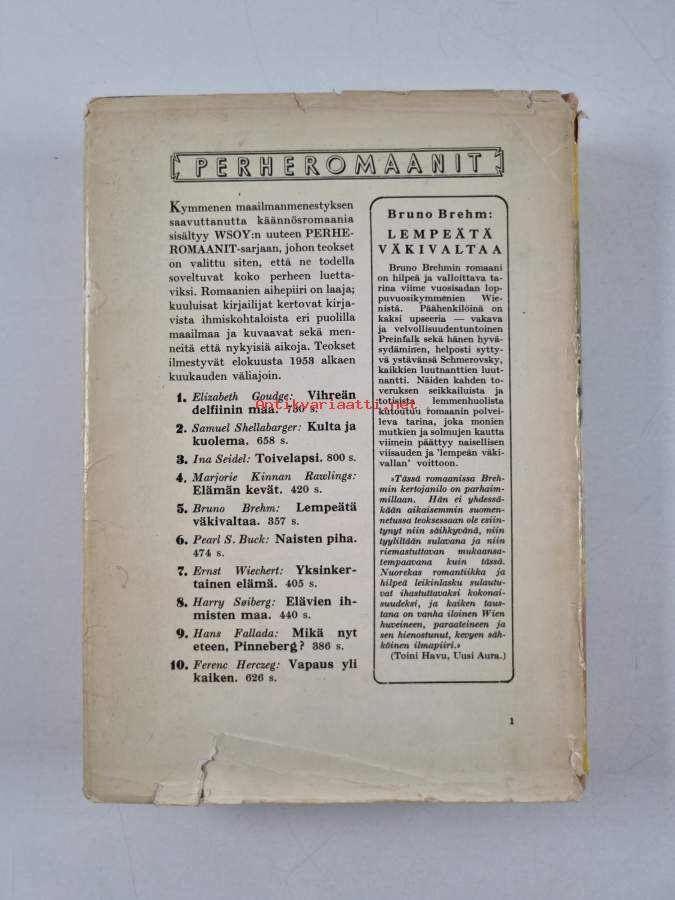 PERHEROMAANIT
Kymmenen maailmanmenestyksen
saavuttanutta käännösromaania
sisältyy WSOY:n uuteen PERHE-
ROMAANIT-sarjaan, johon teokset
on valittu siten, että ne todella
soveltuvat koko perheen luetta-
viksi. Romaanien aihepiiri on laaja;
kuuluisat kirjailijat kertovat kirja-
vista ihmiskohtaloista eri puolilla
maailmaa ja kuvaavat sekä men-
neitä että nykyisiä aikoja. Teokset
ilmestyvät elokuusta 1953 alkaen
kuukauden väliajoin.
1. Elizabeth Goudge: Vihreän
delfiinin maa. 730 s.
2. Samuel Shellabarger: Kulta ja
kuolema. 658 s.
3. Ina Seidel: Toivelapsi. 800 s.
4. Marjorie Kinnan Rawlings:
Elämän kevät. 420 s.
5. Bruno Brehm: Lempeätä
väkivaltaa. 357 s.
6. Pearl S. Buck: Naisten piha.
474 s.
7. Ernst Wiechert: Yksinker-
tainen elämä. 405 s.
8. Harry Søiberg: Elävien ih-
misten maa. 440 s.
9. Hans Fallada: Mikä nyt
eteen, Pinneberg? 386 s.
10. Ferenc Herczeg: Vapaus yli
kaiken. 626 s.
Bruno Brehm:
LEMPEÄTÄ
VÄKIVALTAA
Bruno Brehmin romaani
on hilpeä ja valloittava ta-
rina viime vuosisadan lop-
puvuosikymmenien Wie-
nistä. Päähenkilöinä on
kaksi upseeria — vakava
ja velvollisuudentuntoinen
Preinfalk sekä hänen hyvä-
sydäminen, helposti sytty-
vä ystävänsä Schmerovsky,
kaikkien luutnanttien luut-
nantti. Näiden kahden to-
veruksen seikkailuista ja
totisista lemmenhuolista
kutoutuu romaanin polvei-
leva tarina, joka monien
mutkien ja solmujen kautta
viimein päättyy naisellisen
viisauden ja 'lempeän väki-
vallan' voittoon.
»Tässä romaanissa Breh-
min kertojanilo on parhaim-
millaan. Hän ei yhdessä-
kään aikaisemmin suomen-
netussa teoksessaan ole esiin-
tynyt niin säihkyvänä, niin
tyyliltään sulavana ja niin
riemastuttavan mukaansa-
tempaavana kuin tässä.
Nuorekas romantiikka ja
hilpeä leikinlasku sulautu-
vat ihastuttavaksi kokonai-
suudeksi, ja kaiken taus-
tana on vanha iloinen Wien
huveineen, paraateineen ja
sen hienostunut, kevyen säh-
köinen ilmapiiri.»
(Toini Havu, Uusi Aura.)
1
Antikvariaatti.net